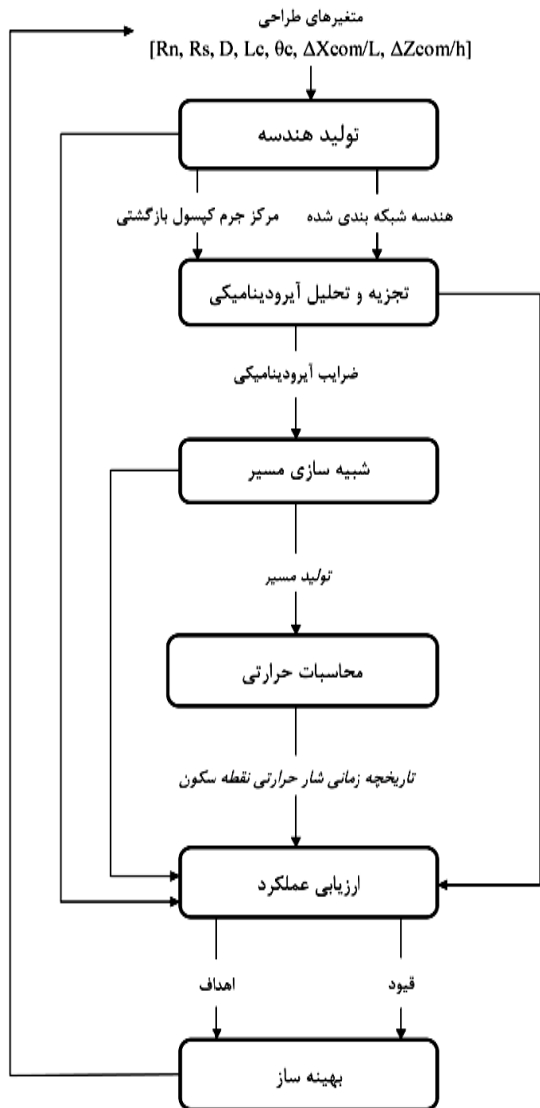 متغیرهای طراحی
[Rn, Rs, D, Lc, θc, ΔXcom/L, ΔZcom/h]
تولید هندسه
هندسه شبکه بندی شده
مرکز جرم کپسول بازگشتی
تجزیه و تحلیل آیرودینامیکی
ضرایب آیرودینامیکی
شبیه سازی مسیر
تولید مسیر
محاسبات حرارتی
تاریخچه زمانی شار حرارتی نقطه سکون
ارزیابی عملکرد
قیود
اهداف
بهینه ساز